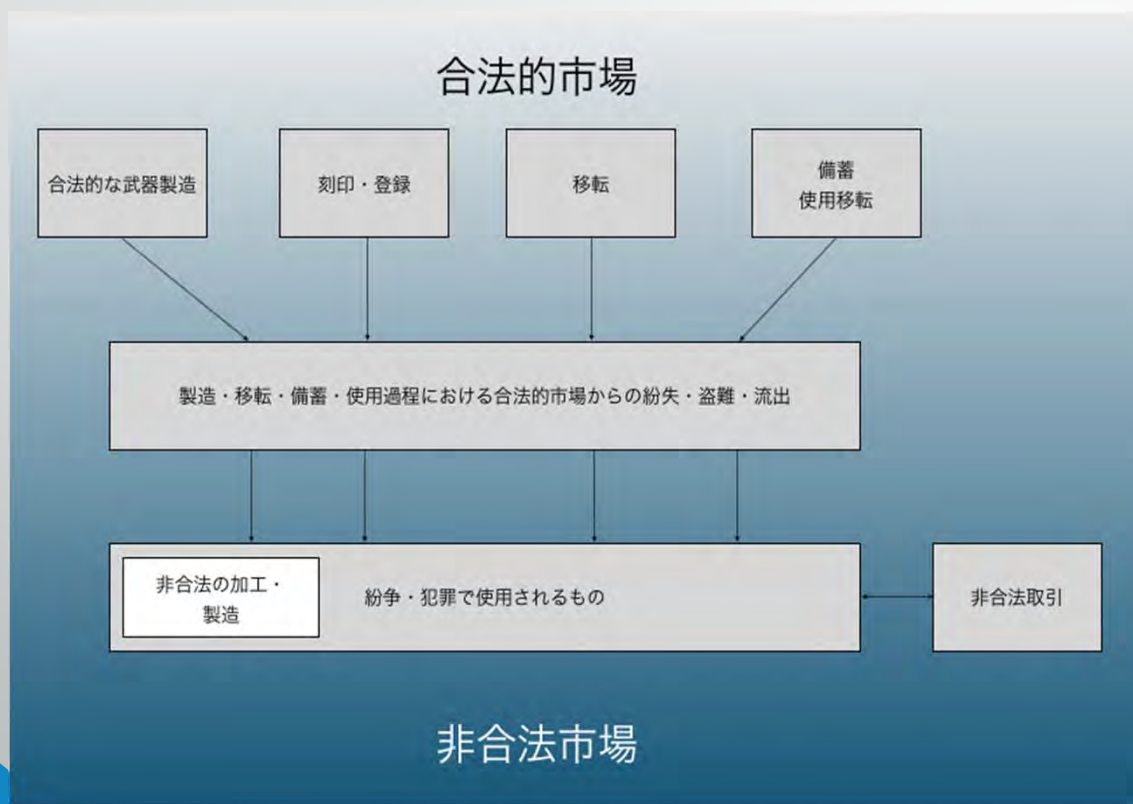 合法的市場
合法的な武器製造
刻印・登録
移転
備蓄
使用移転
製造・移転・備蓄・使用過程における合法的市場からの紛失・盗難・流出
非合法の加工・
製造
紛争・犯罪で使用されるもの
非合法取引
非合法市場